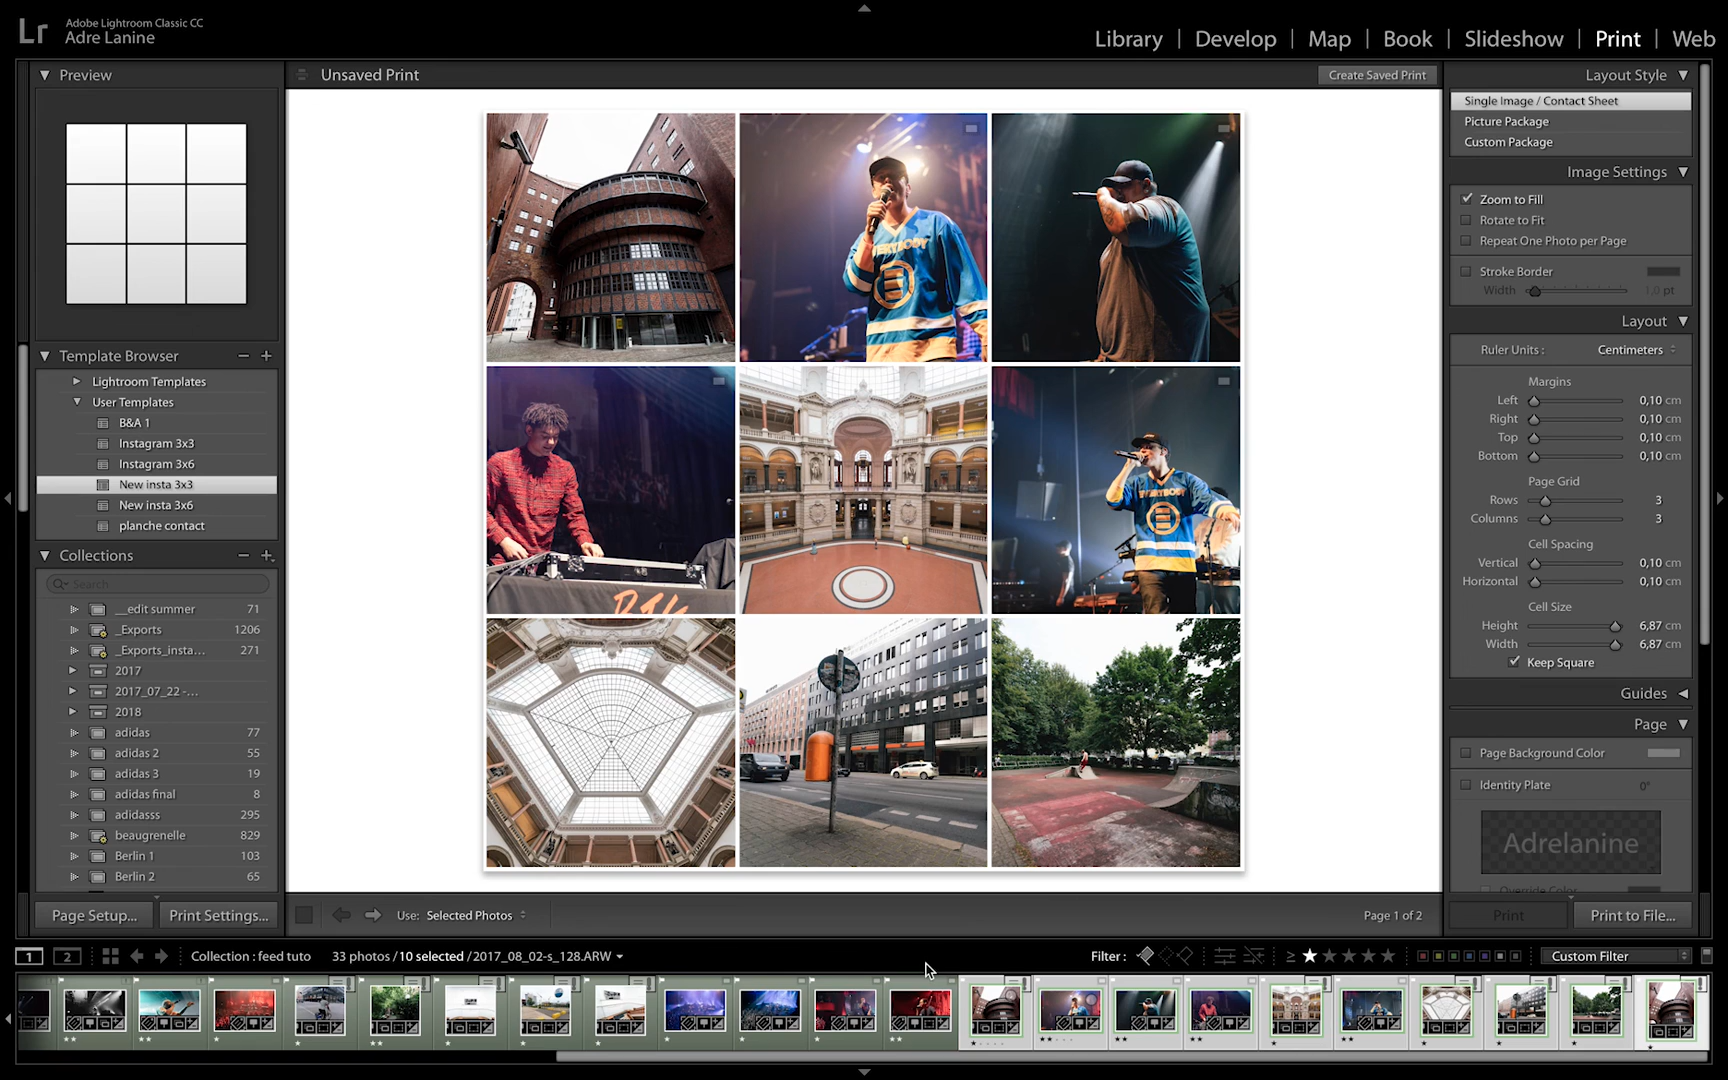 Lr
Adobe Lightroom Classic CC
Adre Lanine
Library | Develop | Map | Book | Slideshow | Print | Web
Preview
Unsaved Print
Create Saved Print
Layout Style
Single Image / Contact Sheet
Picture Package
Custom Package
Image Settings
Zoom to Fill
Rotate to Fit
Repeat One Photo per Page
Stroke Border
Width 1,0 pt
Layout
Ruler Units : Centimeters
Margins
Left 0,10 cm
Right 0,10 cm
Top 0,10 cm
Bottom 0,10 cm
Page Grid
Rows 3
Columns 3
Cell Spacing
Vertical 0,10 cm
Horizontal 0,10 cm
Cell Size
Height 6,87 cm
Width 6,87 cm
Keep Square
Guides
Page
Page Background Color
Identity Plate 0°
Adrelanine
Override Color
Print
Print to File...
Template Browser
Lightroom Templates
User Templates
B&A 1
Instagram 3x3
Instagram 3x6
New insta 3x3
New insta 3x6
planche contact
Collections
Search
__edit summer 71
_Exports 1206
_Exports_insta... 271
2017
2017_07_22 -...
2018
adidas 77
adidas 2 55
adidas 3 19
adidas final 8
adidasss 295
beaugrenelle 829
Berlin 1 103
Berlin 2 65
Page Setup...
Print Settings...
EVERYBODY
EVERYBODY
Use: Selected Photos
Page 1 of 2
1 2
Collection : feed tuto
33 photos / 10 selected / 2017_08_02-s_128.ARW
Filter :
Custom Filter